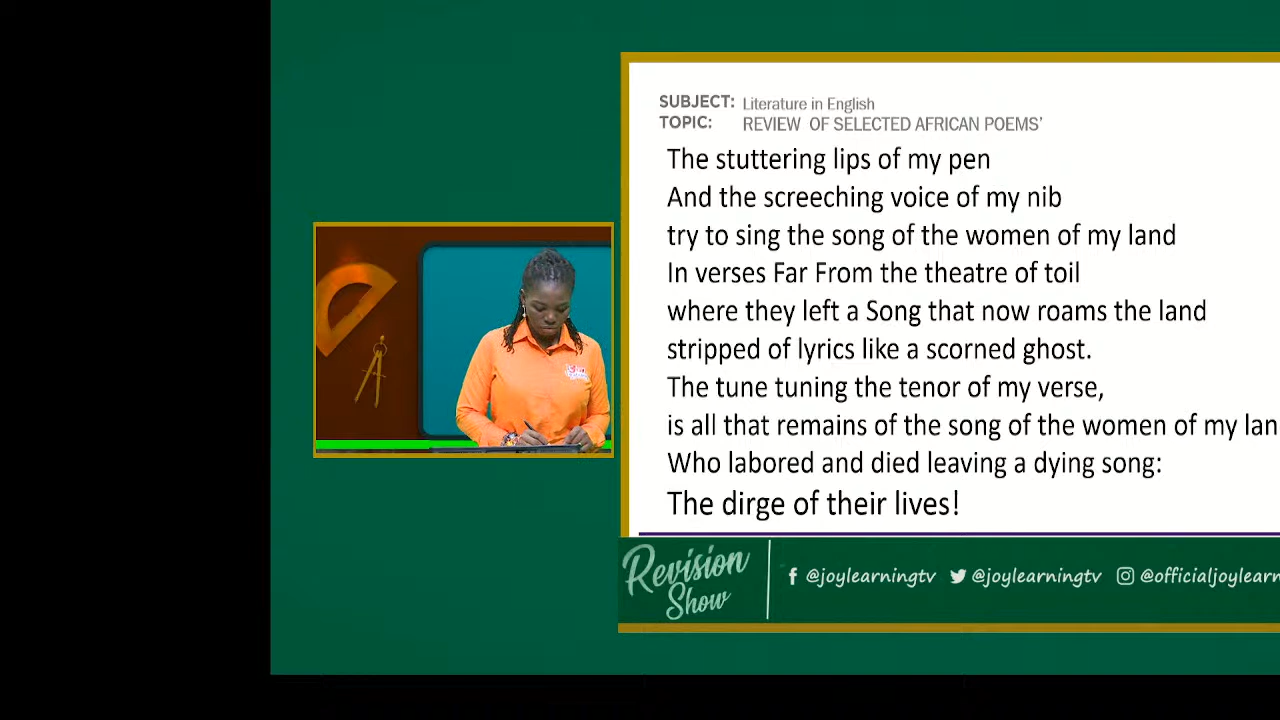 SUBJECT: Literature in English
TOPIC: REVIEW OF SELECTED AFRICAN POEMS’
The stuttering lips of my pen
And the screeching voice of my nib
try to sing the song of the women of my land
In verses Far From the theatre of toil
where they left a Song that now roams the land
stripped of lyrics like a scorned ghost.
The tune tuning the tenor of my verse,
is all that remains of the song of the women of my lan
Who labored and died leaving a dying song:
The dirge of their lives!
Revision
Show
@joylearningtv @joylearningtv @officialjoylearn